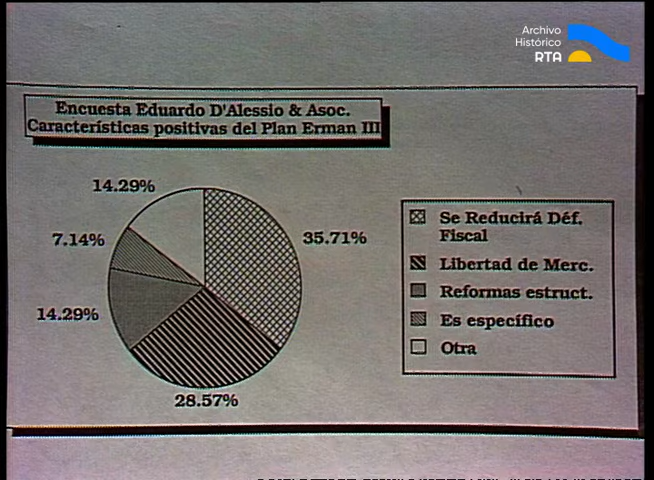 Archivo
Histórico
RTA
Encuesta Eduardo D'Alessio & Asoc.
Características positivas del Plan Erman III
14.29%
35.71%
7.14%
14.29%
28.57%
Se Reducirá Déf.
Fiscal
Libertad de Merc.
Reformas estruct.
Es específico
Otra